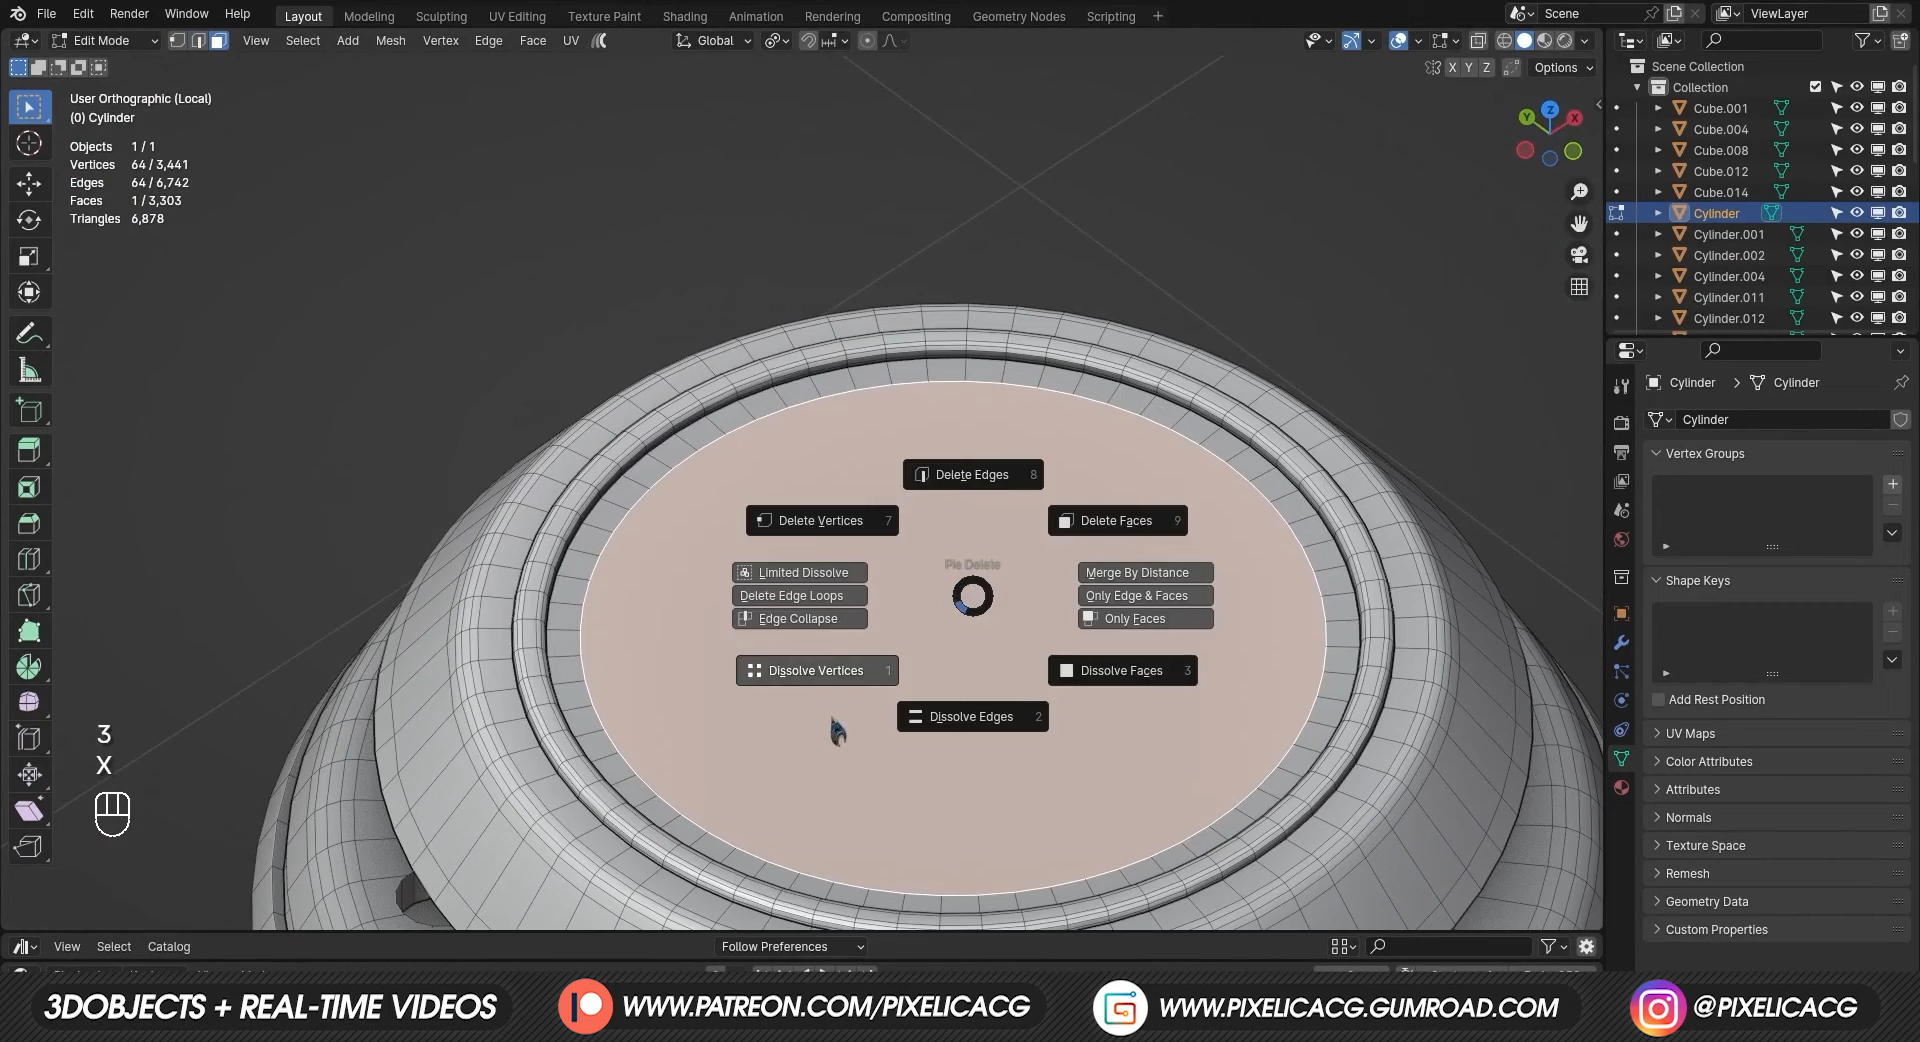 File Edit Render Window Help
Layout Modeling Sculpting UV Editing Texture Paint Shading Animation Rendering Compositing Geometry Nodes Scripting +
Scene
ViewLayer
Edit Mode
View Select Add Mesh Vertex Edge Face UV
Global
X Y Z
Options
User Orthographic (Local)
(0) Cylinder
Objects 1 / 1
Vertices 64 / 3,441
Edges 64 / 6,742
Faces 1 / 3,303
Triangles 6,878
Z
Y
X
Scene Collection
Collection
Cube.001
Cube.004
Cube.008
Cube.012
Cube.014
Cylinder
Cylinder.001
Cylinder.002
Cylinder.004
Cylinder.011
Cylinder.012
Cylinder > Cylinder
Cylinder
Vertex Groups
Shape Keys
Add Rest Position
UV Maps
Color Attributes
Attributes
Normals
Texture Space
Remesh
Geometry Data
Custom Properties
Delete Edges 8
Delete Vertices 7
Delete Faces 9
Pie Delete
Limited Dissolve
Delete Edge Loops
Edge Collapse
Merge By Distance
Only Edge & Faces
Only Faces
Dissolve Vertices 1
Dissolve Faces 3
Dissolve Edges 2
3
X
View Select Catalog
Follow Preferences
3DOBJECTS + REAL-TIME VIDEOS
WWW.PATREON.COM/PIXELICACG
WWW.PIXELICACG.GUMROAD.COM
@PIXELICACG